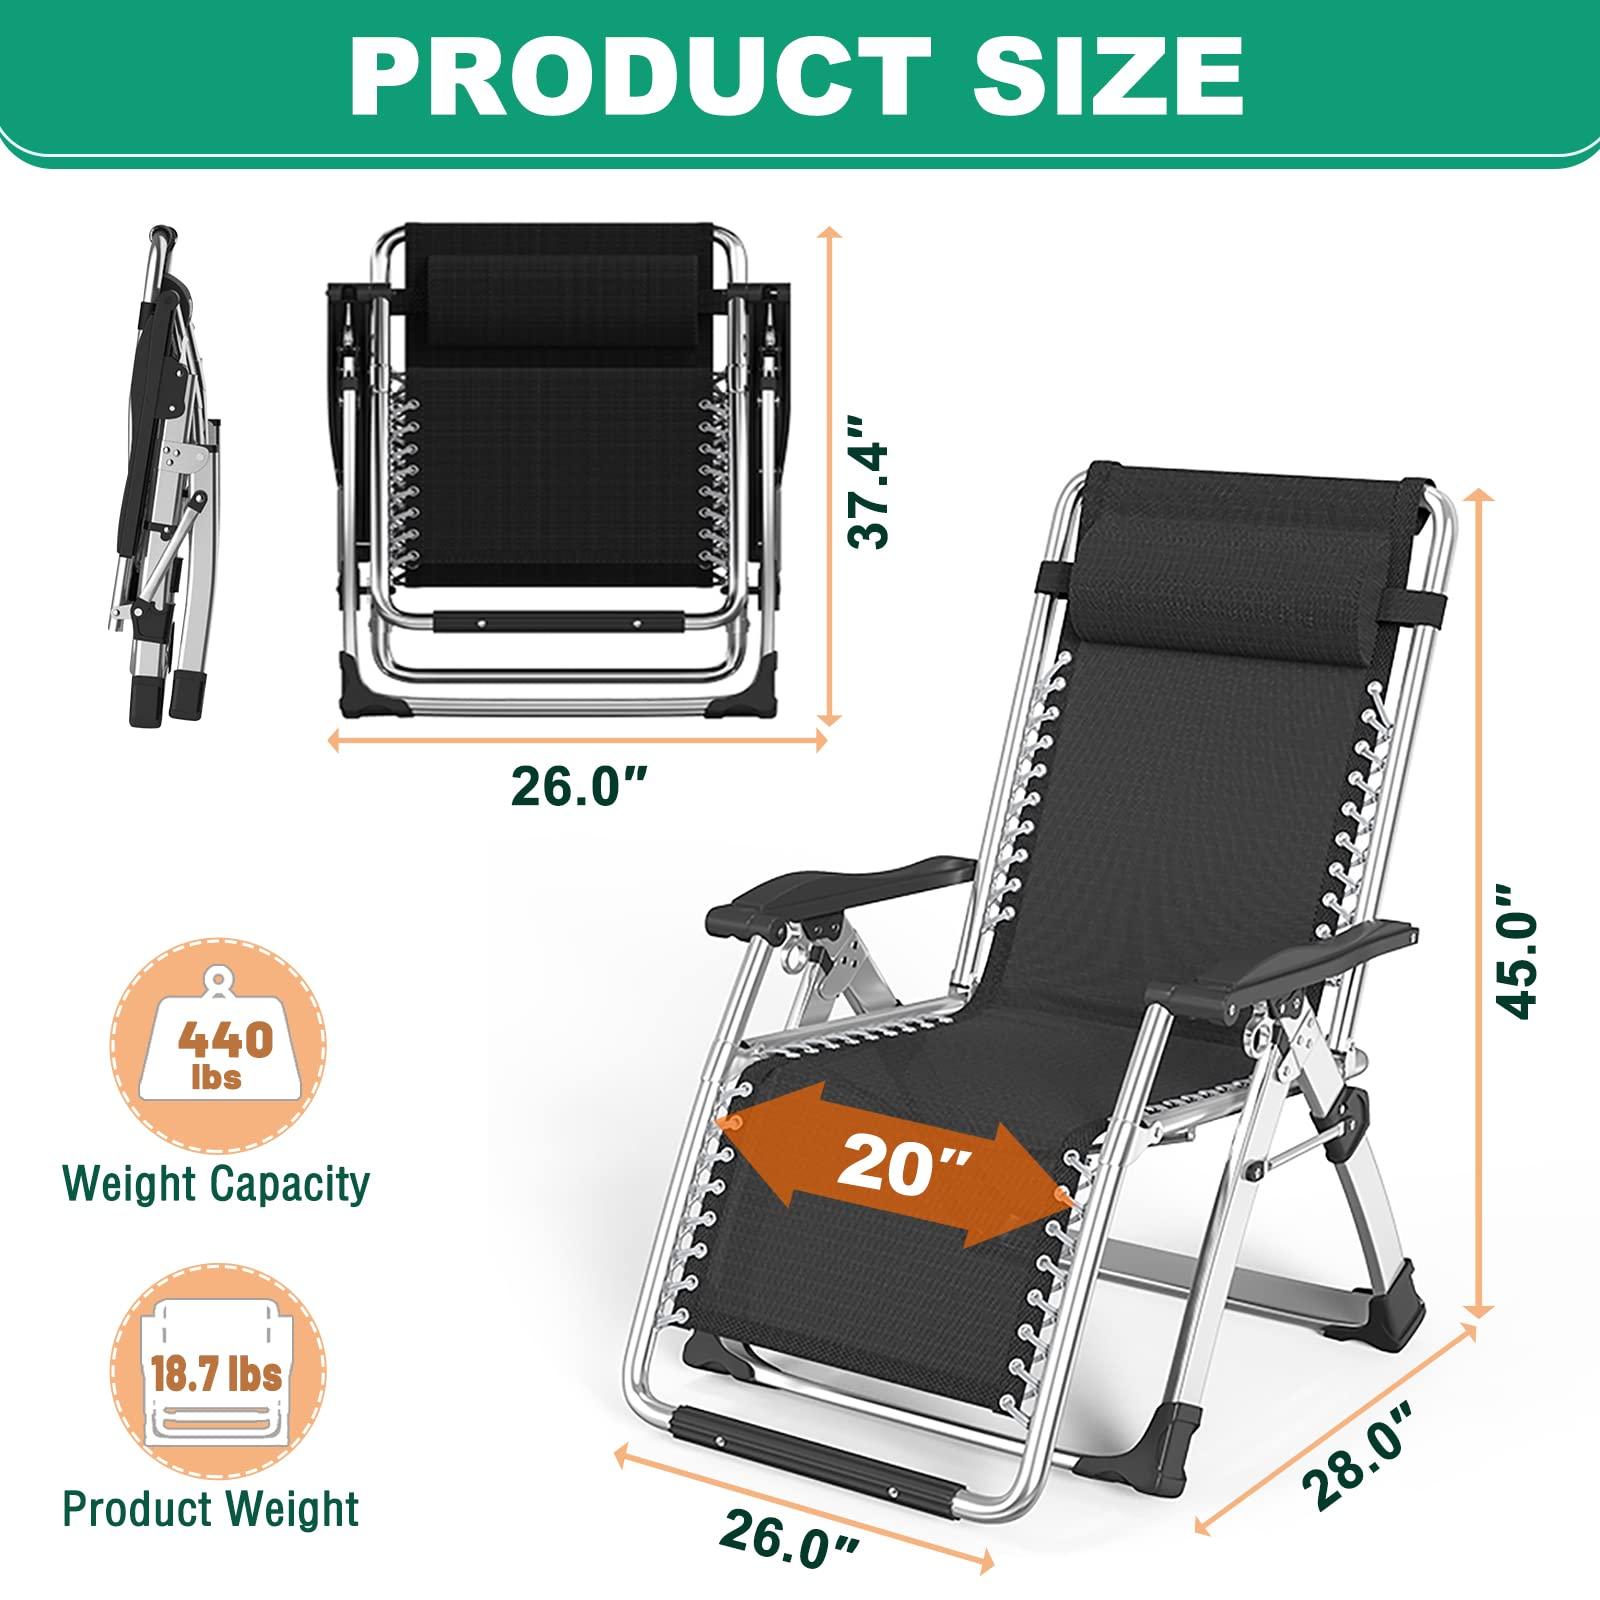 PRODUCT SIZE
37.4"
26.0"
440
lbs
Weight Capacity
18.7 lbs
Product Weight
45.0"
20"
28.0"
26.0"